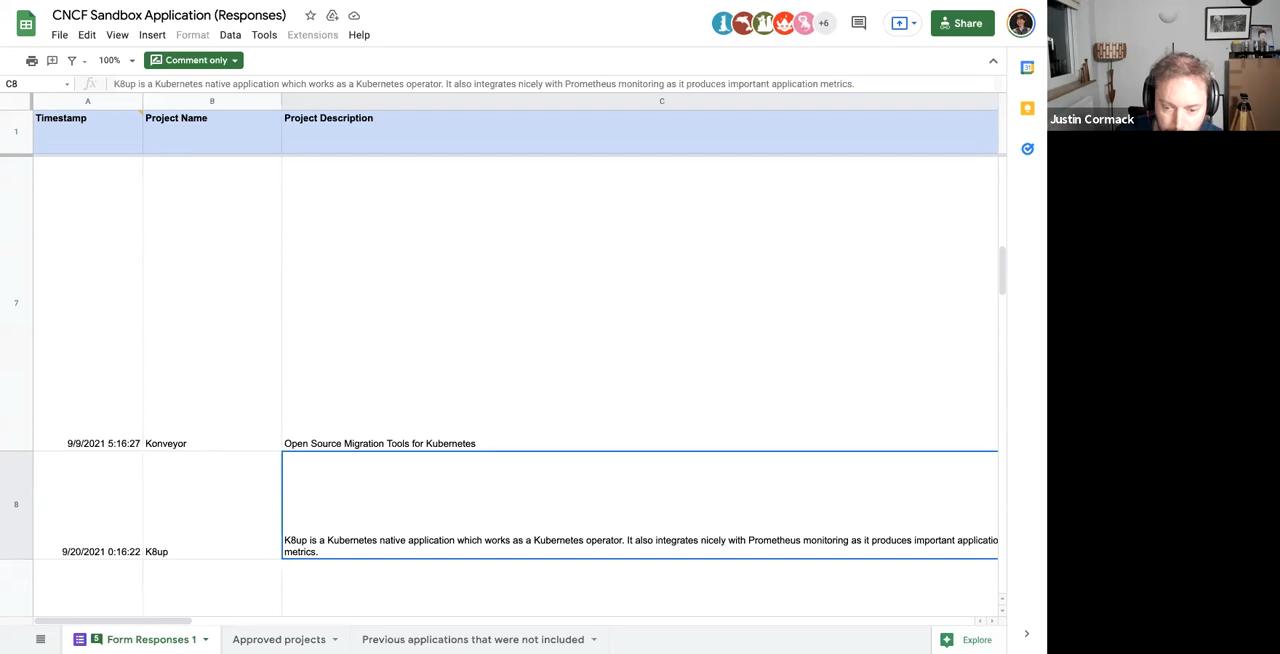 CNCF Sandbox Application (Responses)
File Edit View Insert Format Data Tools Extensions Help
+6
Share
100%
Comment only
C8
fx
K8up is a Kubernetes native application which works as a Kubernetes operator. It also integrates nicely with Prometheus monitoring as it produces important application metrics.
A B C
1 Timestamp Project Name Project Description
7 9/9/2021 5:16:27 Konveyor Open Source Migration Tools for Kubernetes
8 9/20/2021 0:16:22 K8up K8up is a Kubernetes native application which works as a Kubernetes operator. It also integrates nicely with Prometheus monitoring as it produces important applicatio
metrics.
5 Form Responses 1 Approved projects Previous applications that were not included Explore
31
Justin Cormack